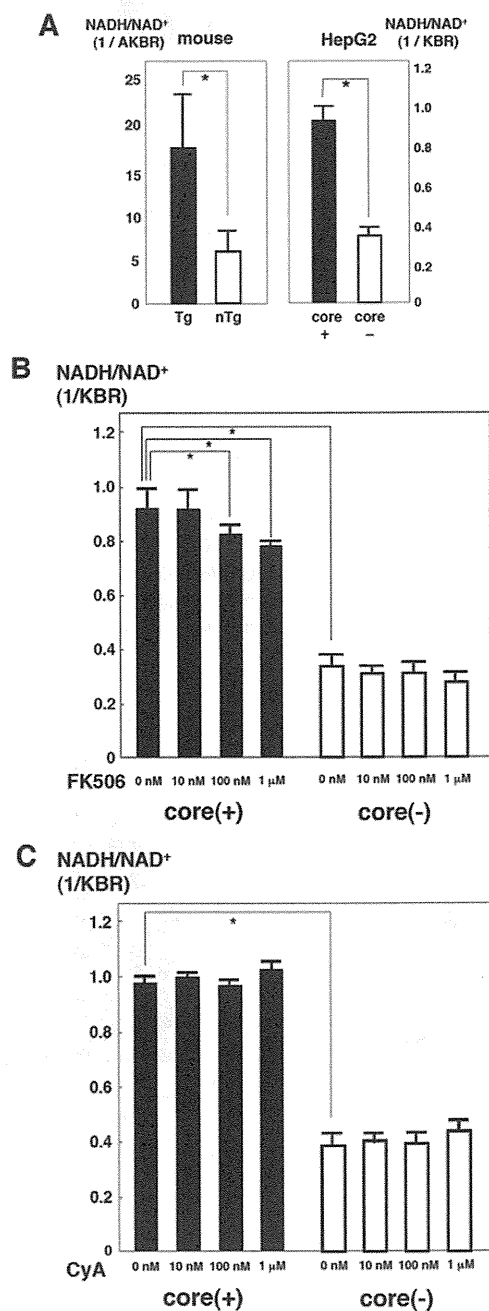 A
NADH/NAD+
(1 / AKBR)
mouse
HepG2
NADH/NAD+
(1 / KBR)
25
20
15
10
5
0
*
*
1.2
1.0
0.8
0.6
0.4
0.2
0
Tg nTg
core + core –
B
NADH/NAD+
(1/KBR)
1.2
1.0
0.8
0.6
0.4
0.2
0
*
*
*
FK506 0 nM 10 nM 100 nM 1 μM 0 nM 10 nM 100 nM 1 μM
core(+) core(-)
C
NADH/NAD+
(1/KBR)
1.2
1.0
0.8
0.6
0.4
0.2
0
*
CyA 0 nM 10 nM 100 nM 1 μM 0 nM 10 nM 100 nM 1 μM
core(+) core(-)